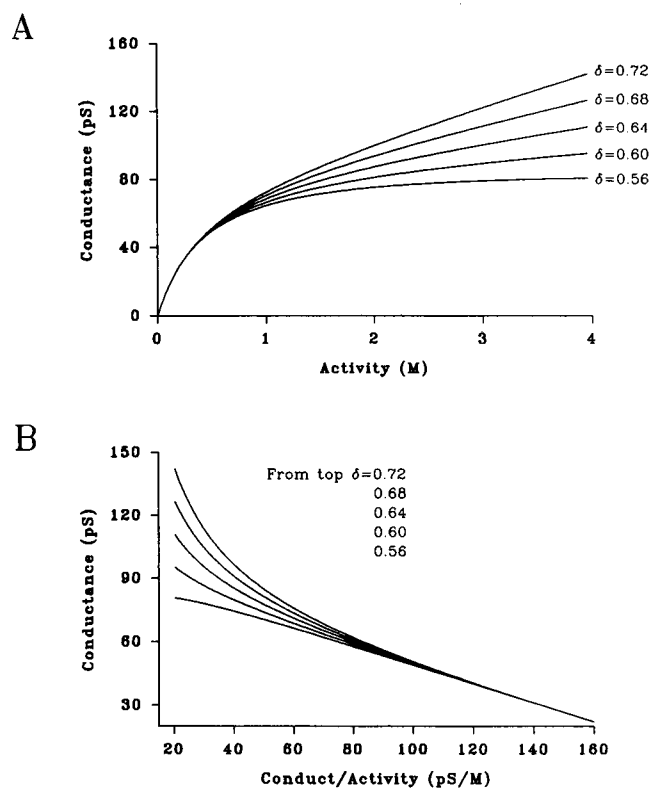 A
160
120
80
40
0
Conductance (pS)
δ=0.72
δ=0.68
δ=0.64
δ=0.60
δ=0.56
0 1 2 3 4
Activity (M)
B
150
120
90
60
30
Conductance (pS)
From top δ=0.72
0.68
0.64
0.60
0.56
20 40 60 80 100 120 140 160
Conduct/Activity (pS/M)